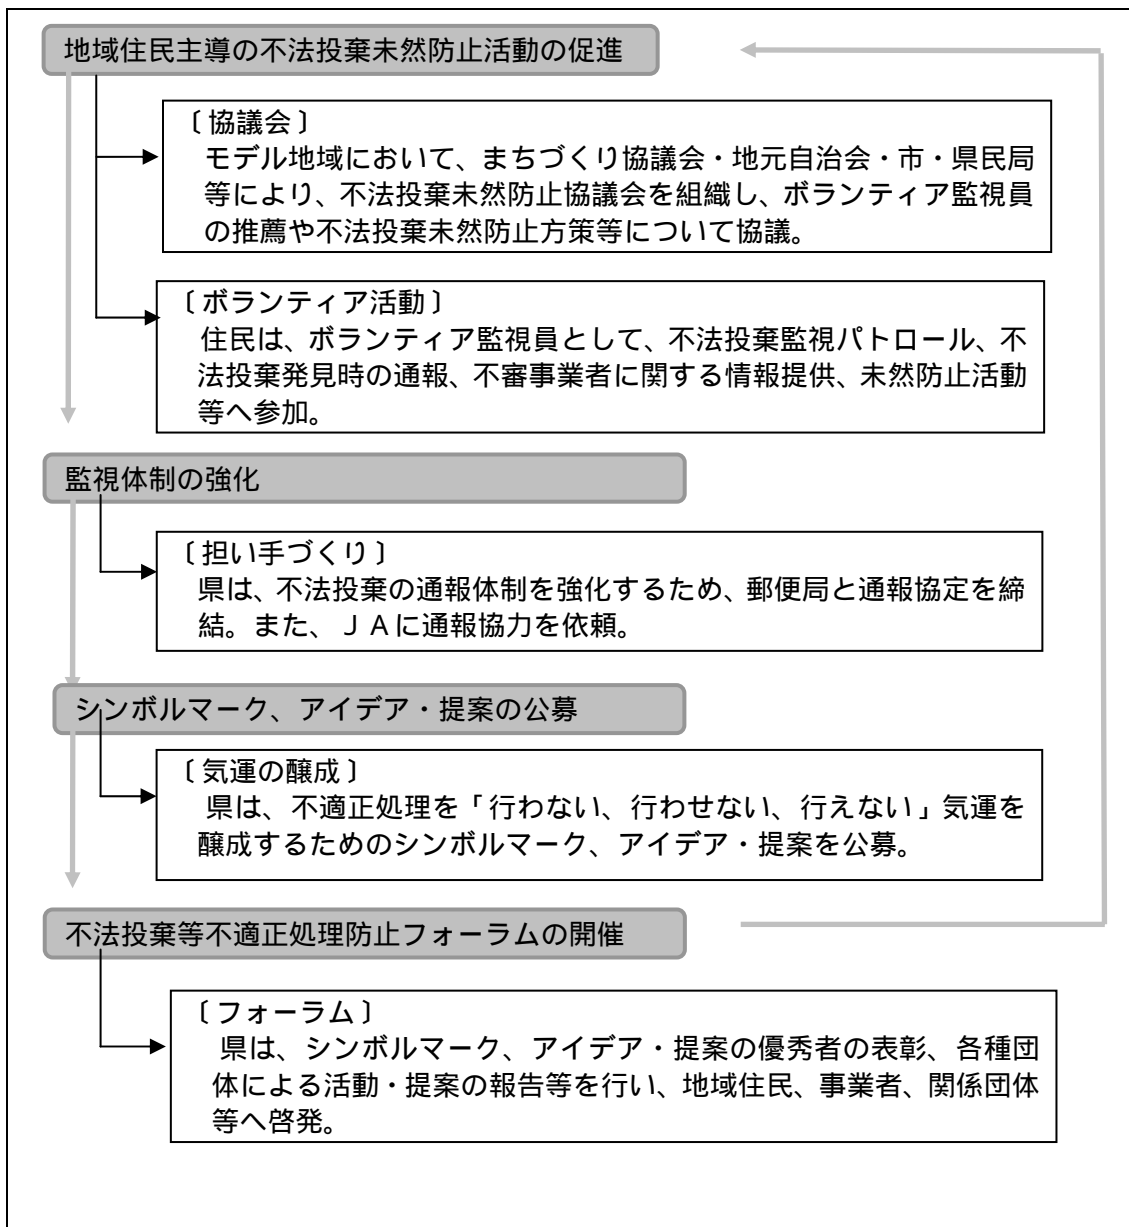 地域住民主導の不法投棄未然防止活動の促進
〔協議会〕
モデル地域において、まちづくり協議会・地元自治会・市・県民局
等により、不法投棄未然防止協議会を組織し、ボランティア監視員
の推薦や不法投棄未然防止方策等について協議。
〔ボランティア活動〕
住民は、ボランティア監視員として、不法投棄監視パトロール、不
法投棄発見時の通報、不審事業者に関する情報提供、未然防止活動
等へ参加。
監視体制の強化
〔担い手づくり〕
県は、不法投棄の通報体制を強化するため、郵便局と通報協定を締
結。また、ＪＡに通報協力を依頼。
シンボルマーク、アイデア・提案の公募
〔気運の醸成〕
県は、不適正処理を「行わない、行わせない、行えない」気運を
醸成するためのシンボルマーク、アイデア・提案を公募。
不法投棄等不適正処理防止フォーラムの開催
〔フォーラム〕
県は、シンボルマーク、アイデア・提案の優秀者の表彰、各種団
体による活動・提案の報告等を行い、地域住民、事業者、関係団体
等へ啓発。